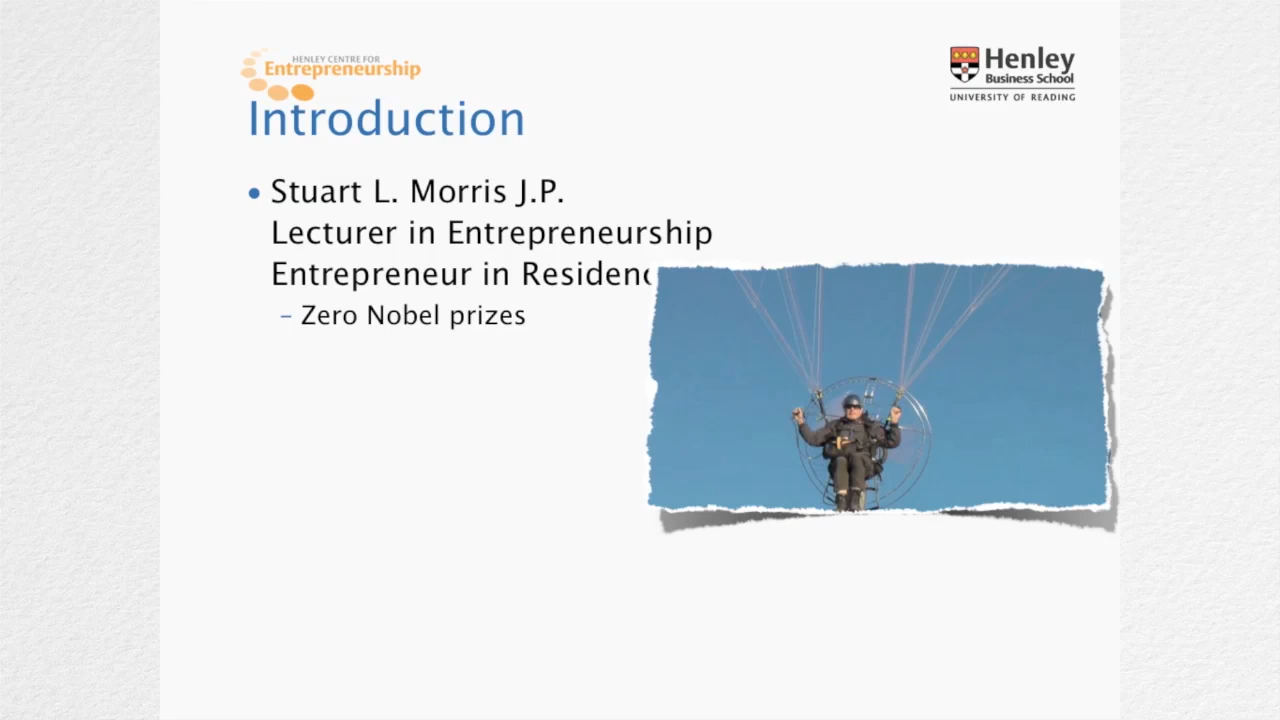 HENLEY CENTRE FOR
Entrepreneurship
Henley
Business School
UNIVERSITY OF READING
Introduction
• Stuart L. Morris J.P.
Lecturer in Entrepreneurship
Entrepreneur in
– Zero Nobel prizes